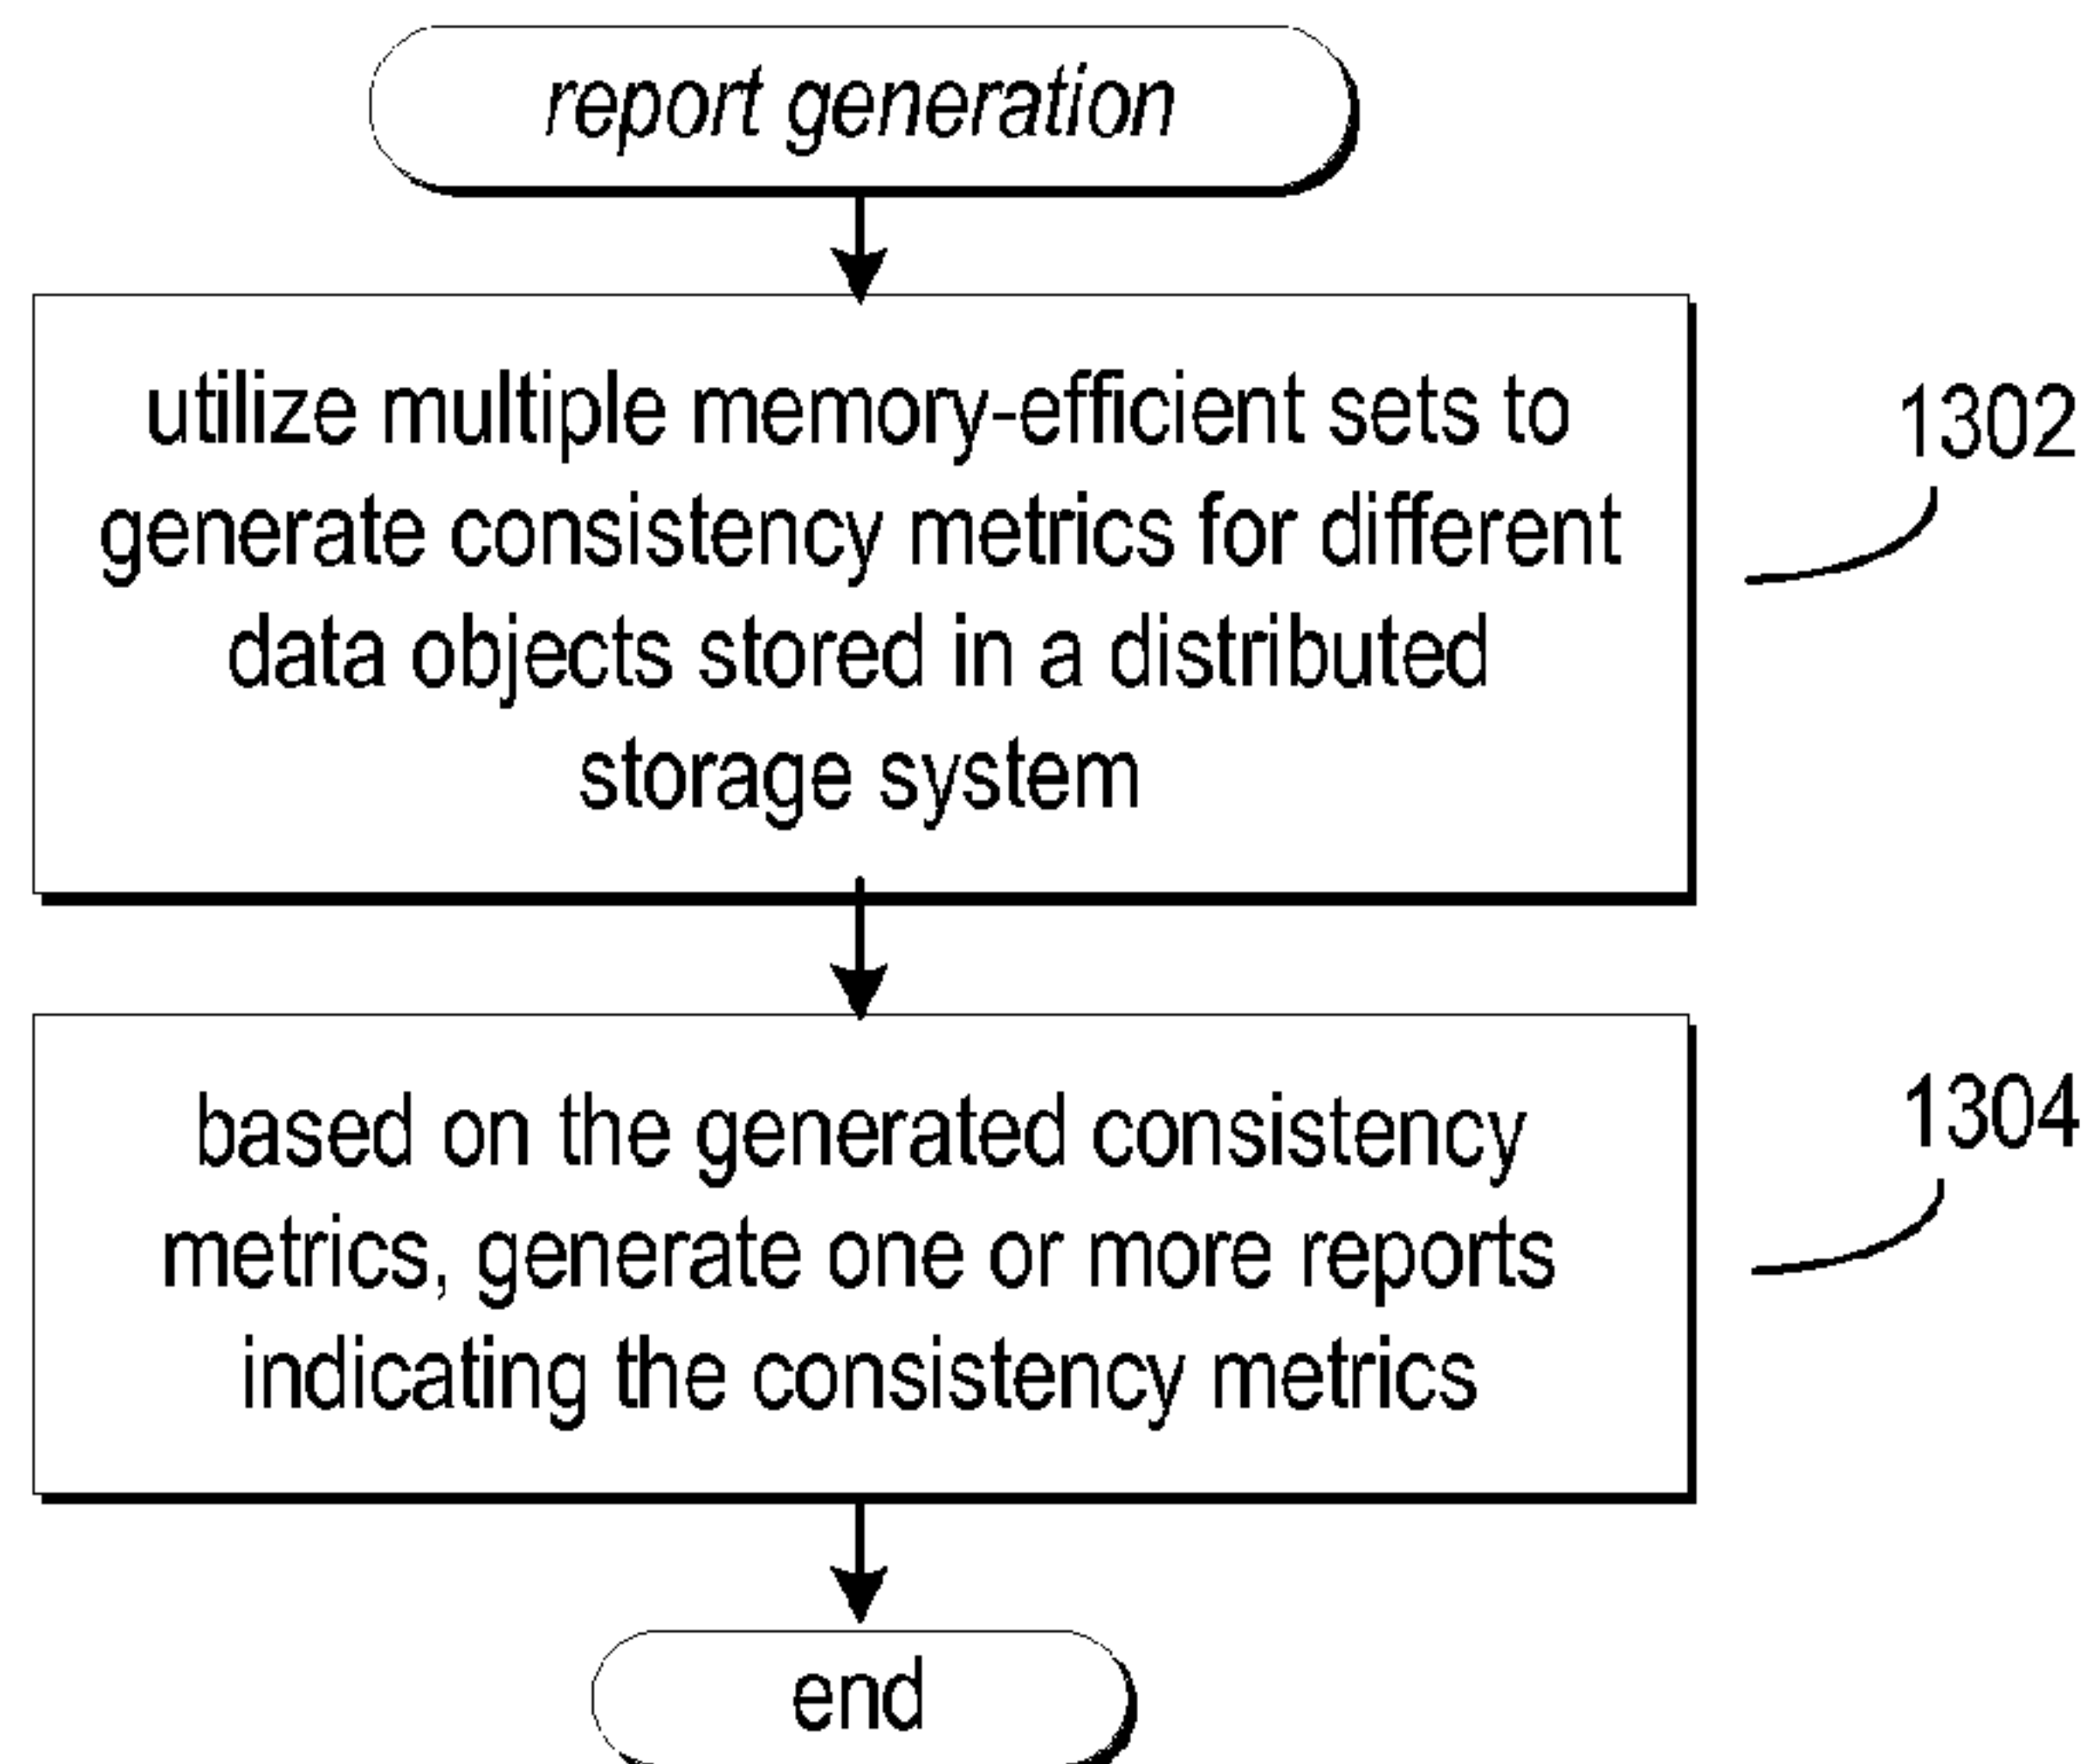 report generation
utilize multiple memory-efficient sets to
generate consistency metrics for different
data objects stored in a distributed
storage system
1302
based on the generated consistency
metrics, generate one or more reports
indicating the consistency metrics
1304
end